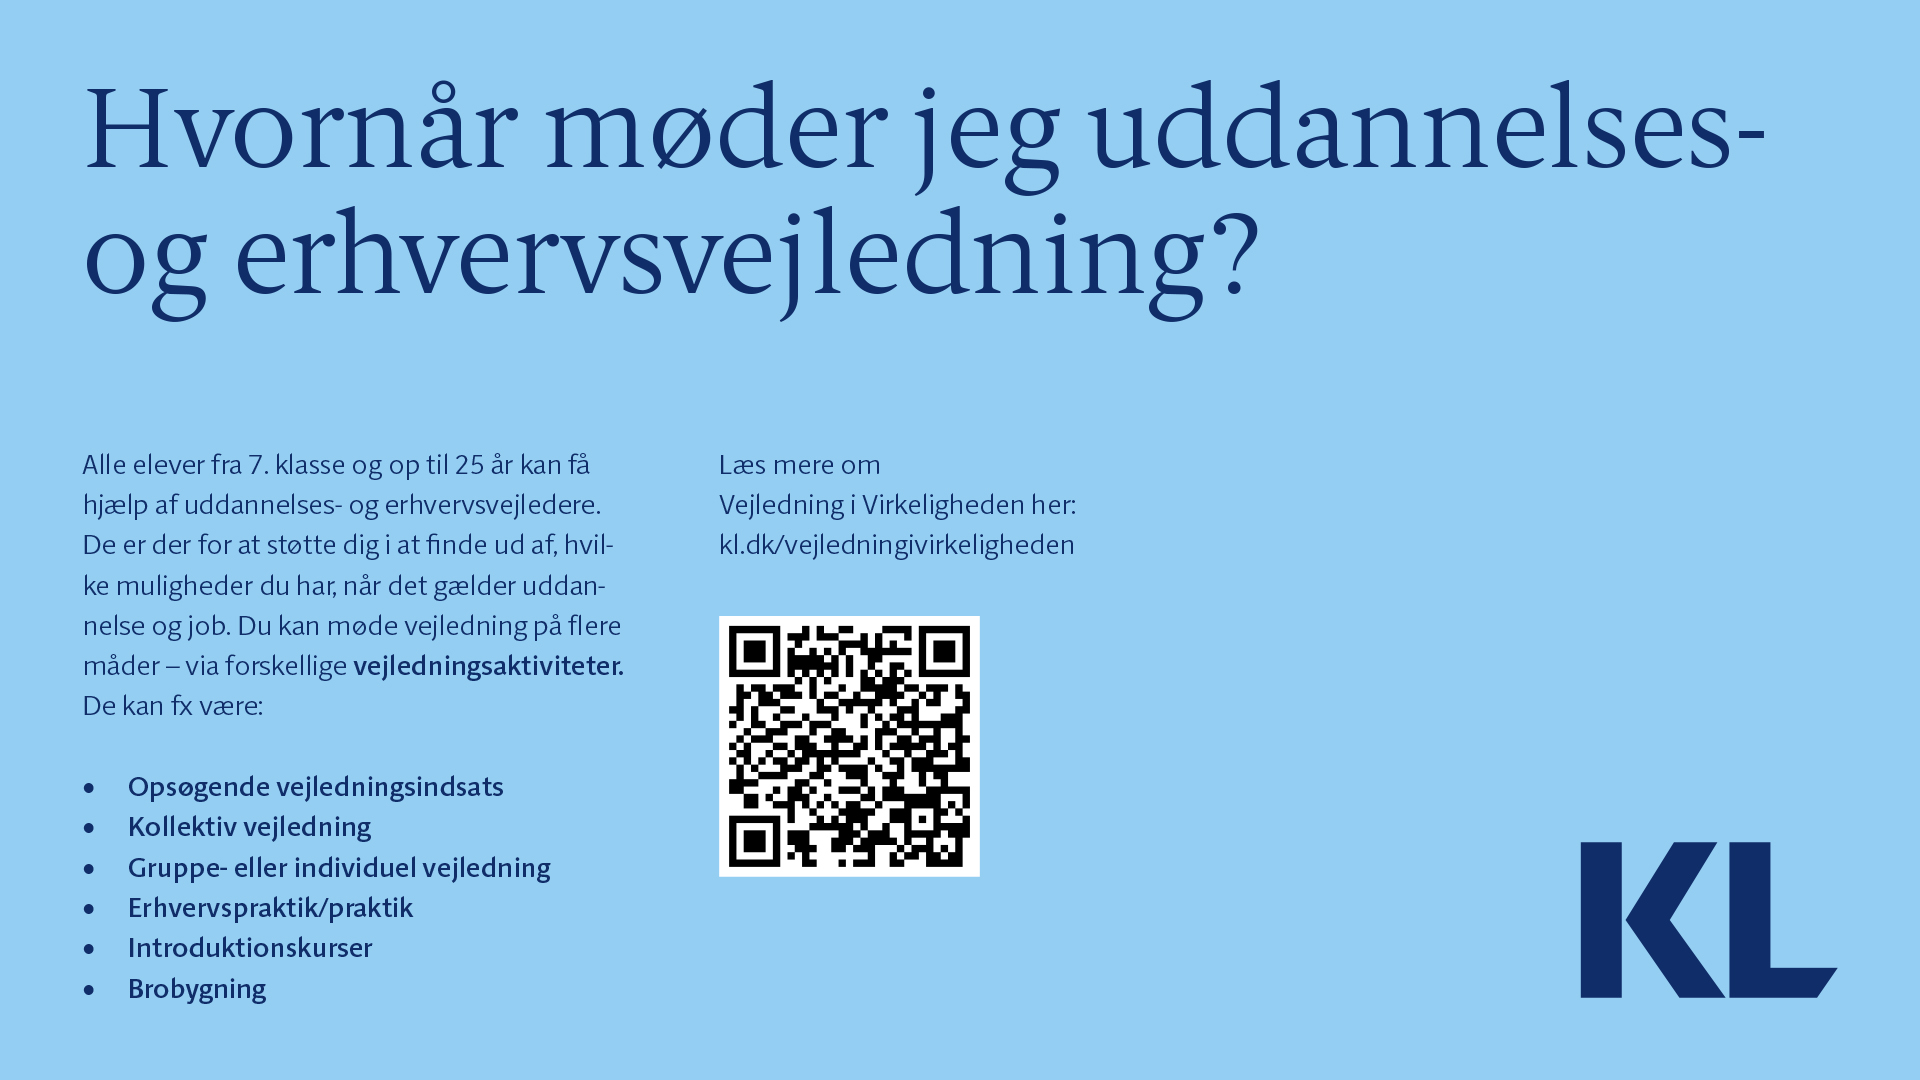 Hvornår møder jeg uddannelses-
og erhvervsvejledning?
Alle elever fra 7. klasse og op til 25 år kan få
hjælp af uddannelses- og erhvervsvejledere.
De er der for at støtte dig i at finde ud af, hvil-
ke muligheder du har, når det gælder uddan-
nelse og job. Du kan møde vejledning på flere
måder – via forskellige vejledningsaktiviteter.
De kan fx være:
• Opsøgende vejledningsindsats
• Kollektiv vejledning
• Gruppe- eller individuel vejledning
• Erhvervspraktik/praktik
• Introduktionskurser
• Brobygning
Læs mere om
Vejledning i Virkeligheden her:
kl.dk/vejledningivirkeligheden
KL